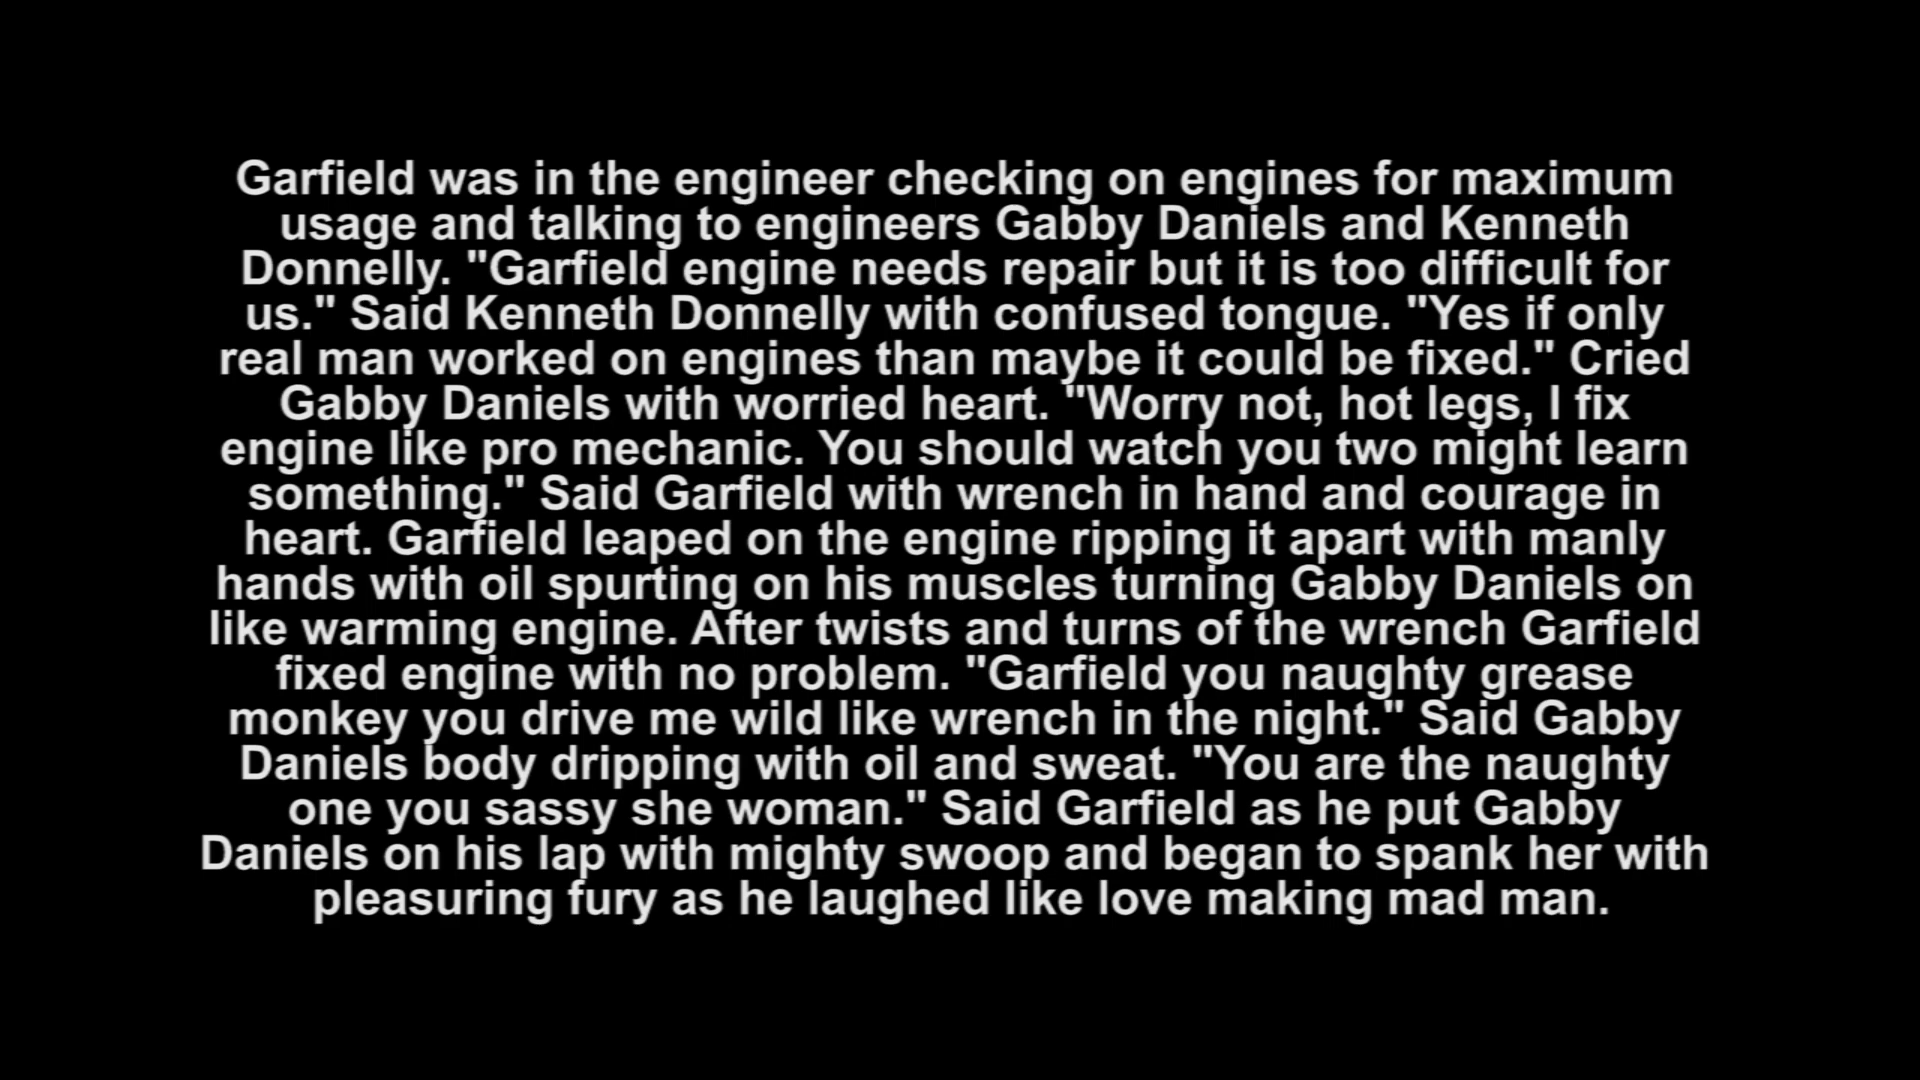 Garfield was in the engineer checking on engines for maximum
usage and talking to engineers Gabby Daniels and Kenneth
Donnelly. "Garfield engine needs repair but it is too difficult for
us." Said Kenneth Donnelly with confused tongue. "Yes if only
real man worked on engines than maybe it could be fixed." Cried
Gabby Daniels with worried heart. "Worry not, hot legs, I fix
engine like pro mechanic. You should watch you two might learn
something." Said Garfield with wrench in hand and courage in
heart. Garfield leaped on the engine ripping it apart with manly
hands with oil spurting on his muscles turning Gabby Daniels on
like warming engine. After twists and turns of the wrench Garfield
fixed engine with no problem. "Garfield you naughty grease
monkey you drive me wild like wrench in the night." Said Gabby
Daniels body dripping with oil and sweat. "You are the naughty
one you sassy she woman." Said Garfield as he put Gabby
Daniels on his lap with mighty swoop and began to spank her with
pleasuring fury as he laughed like love making mad man.